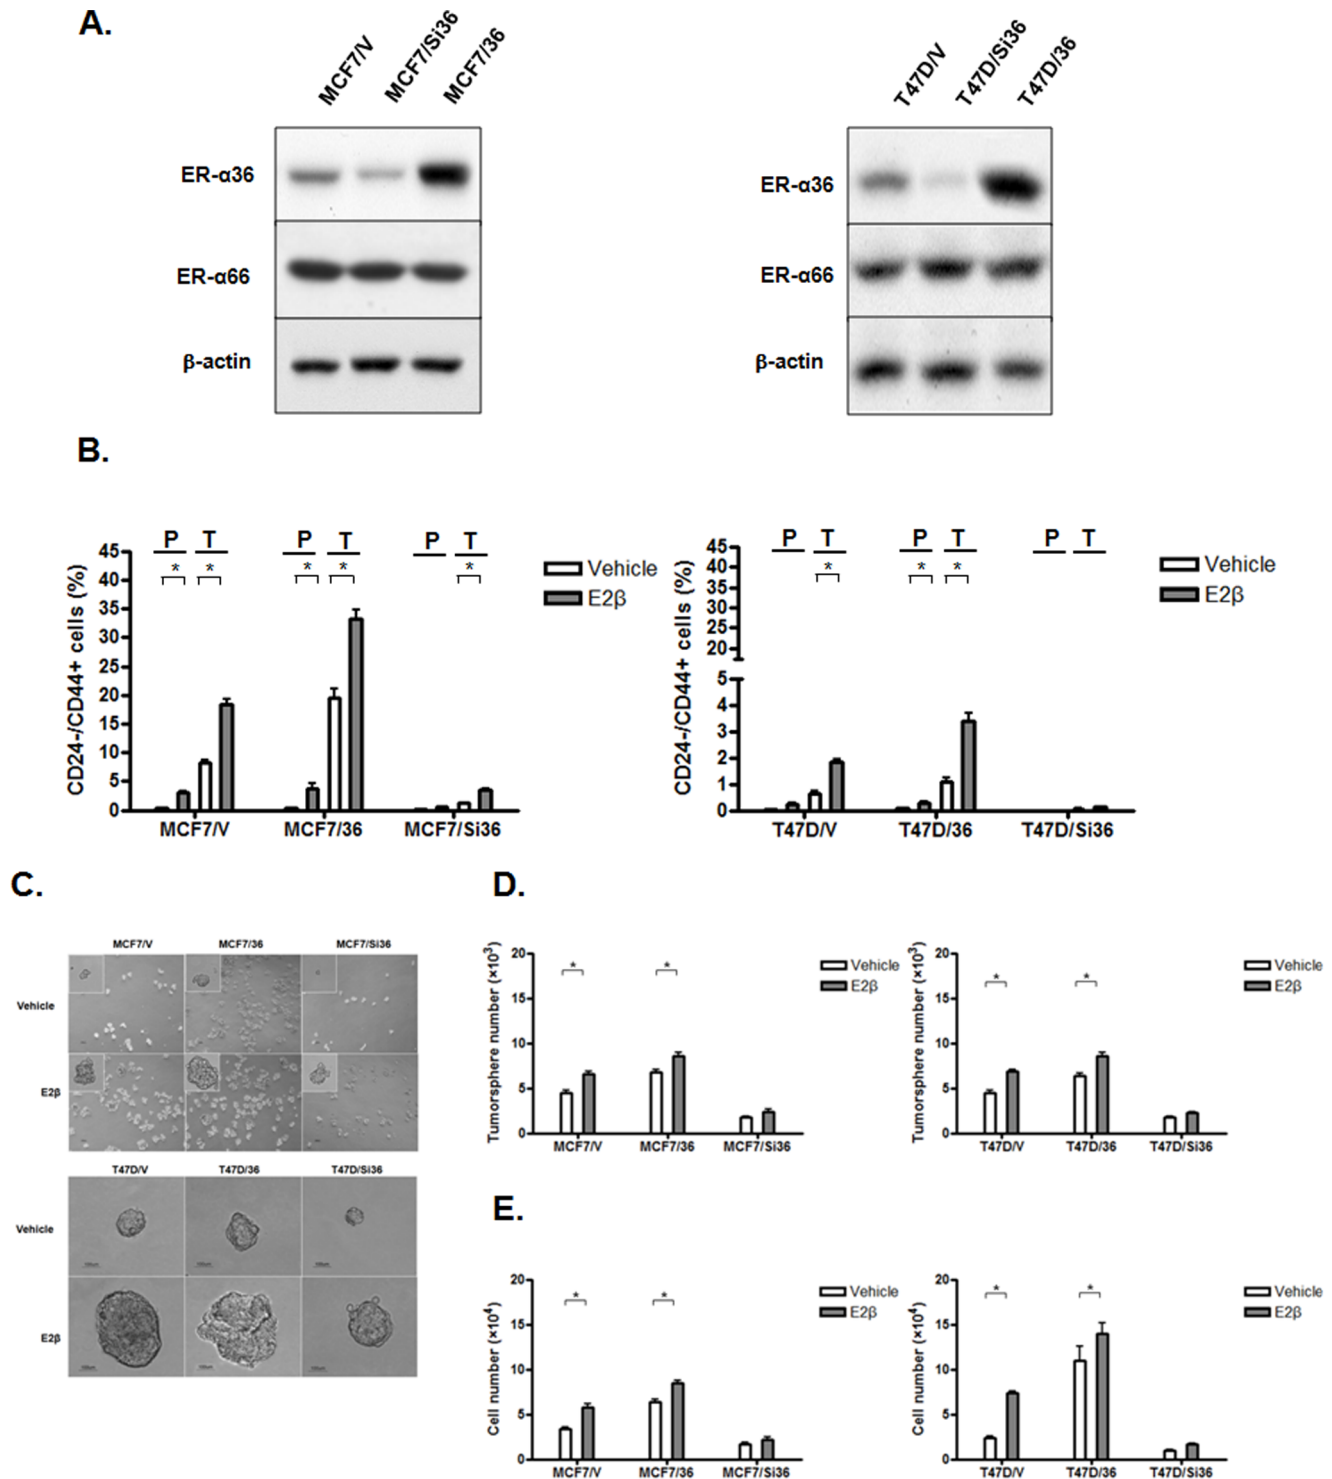 A.
MCF7/V MCF7/Si36 MCF7/36
ER-α36
ER-α66
β-actin
T47D/V T47D/Si36 T47D/36
ER-α36
ER-α66
β-actin
B.
P T P T P T
* * * * *
CD24-/CD44+ cells (%)
45
40
35
30
25
20
15
10
5
0
MCF7/V MCF7/36 MCF7/Si36
Vehicle
E2β
P T P T P T
* * *
CD24-/CD44+ cells (%)
45
40
35
30
25
20
5
4
3
2
1
0
T47D/V T47D/36 T47D/Si36
Vehicle
E2β
C.
MCF7/V MCF7/36 MCF7/Si36
Vehicle
E2β
T47D/V T47D/36 T47D/Si36
Vehicle
E2β
D.
Tumorsphere number (×10³)
20
15
10
5
0
* *
MCF7/V MCF7/36 MCF7/Si36
Vehicle
E2β
Tumorsphere number (×10³)
20
15
10
5
0
* *
T47D/V T47D/36 T47D/Si36
Vehicle
E2β
E.
Cell number (×10⁴)
20
15
10
5
0
* *
MCF7/V MCF7/36 MCF7/Si36
Vehicle
E2β
Cell number (×10⁴)
20
15
10
5
0
* *
T47D/V T47D/36 T47D/Si36
Vehicle
E2β